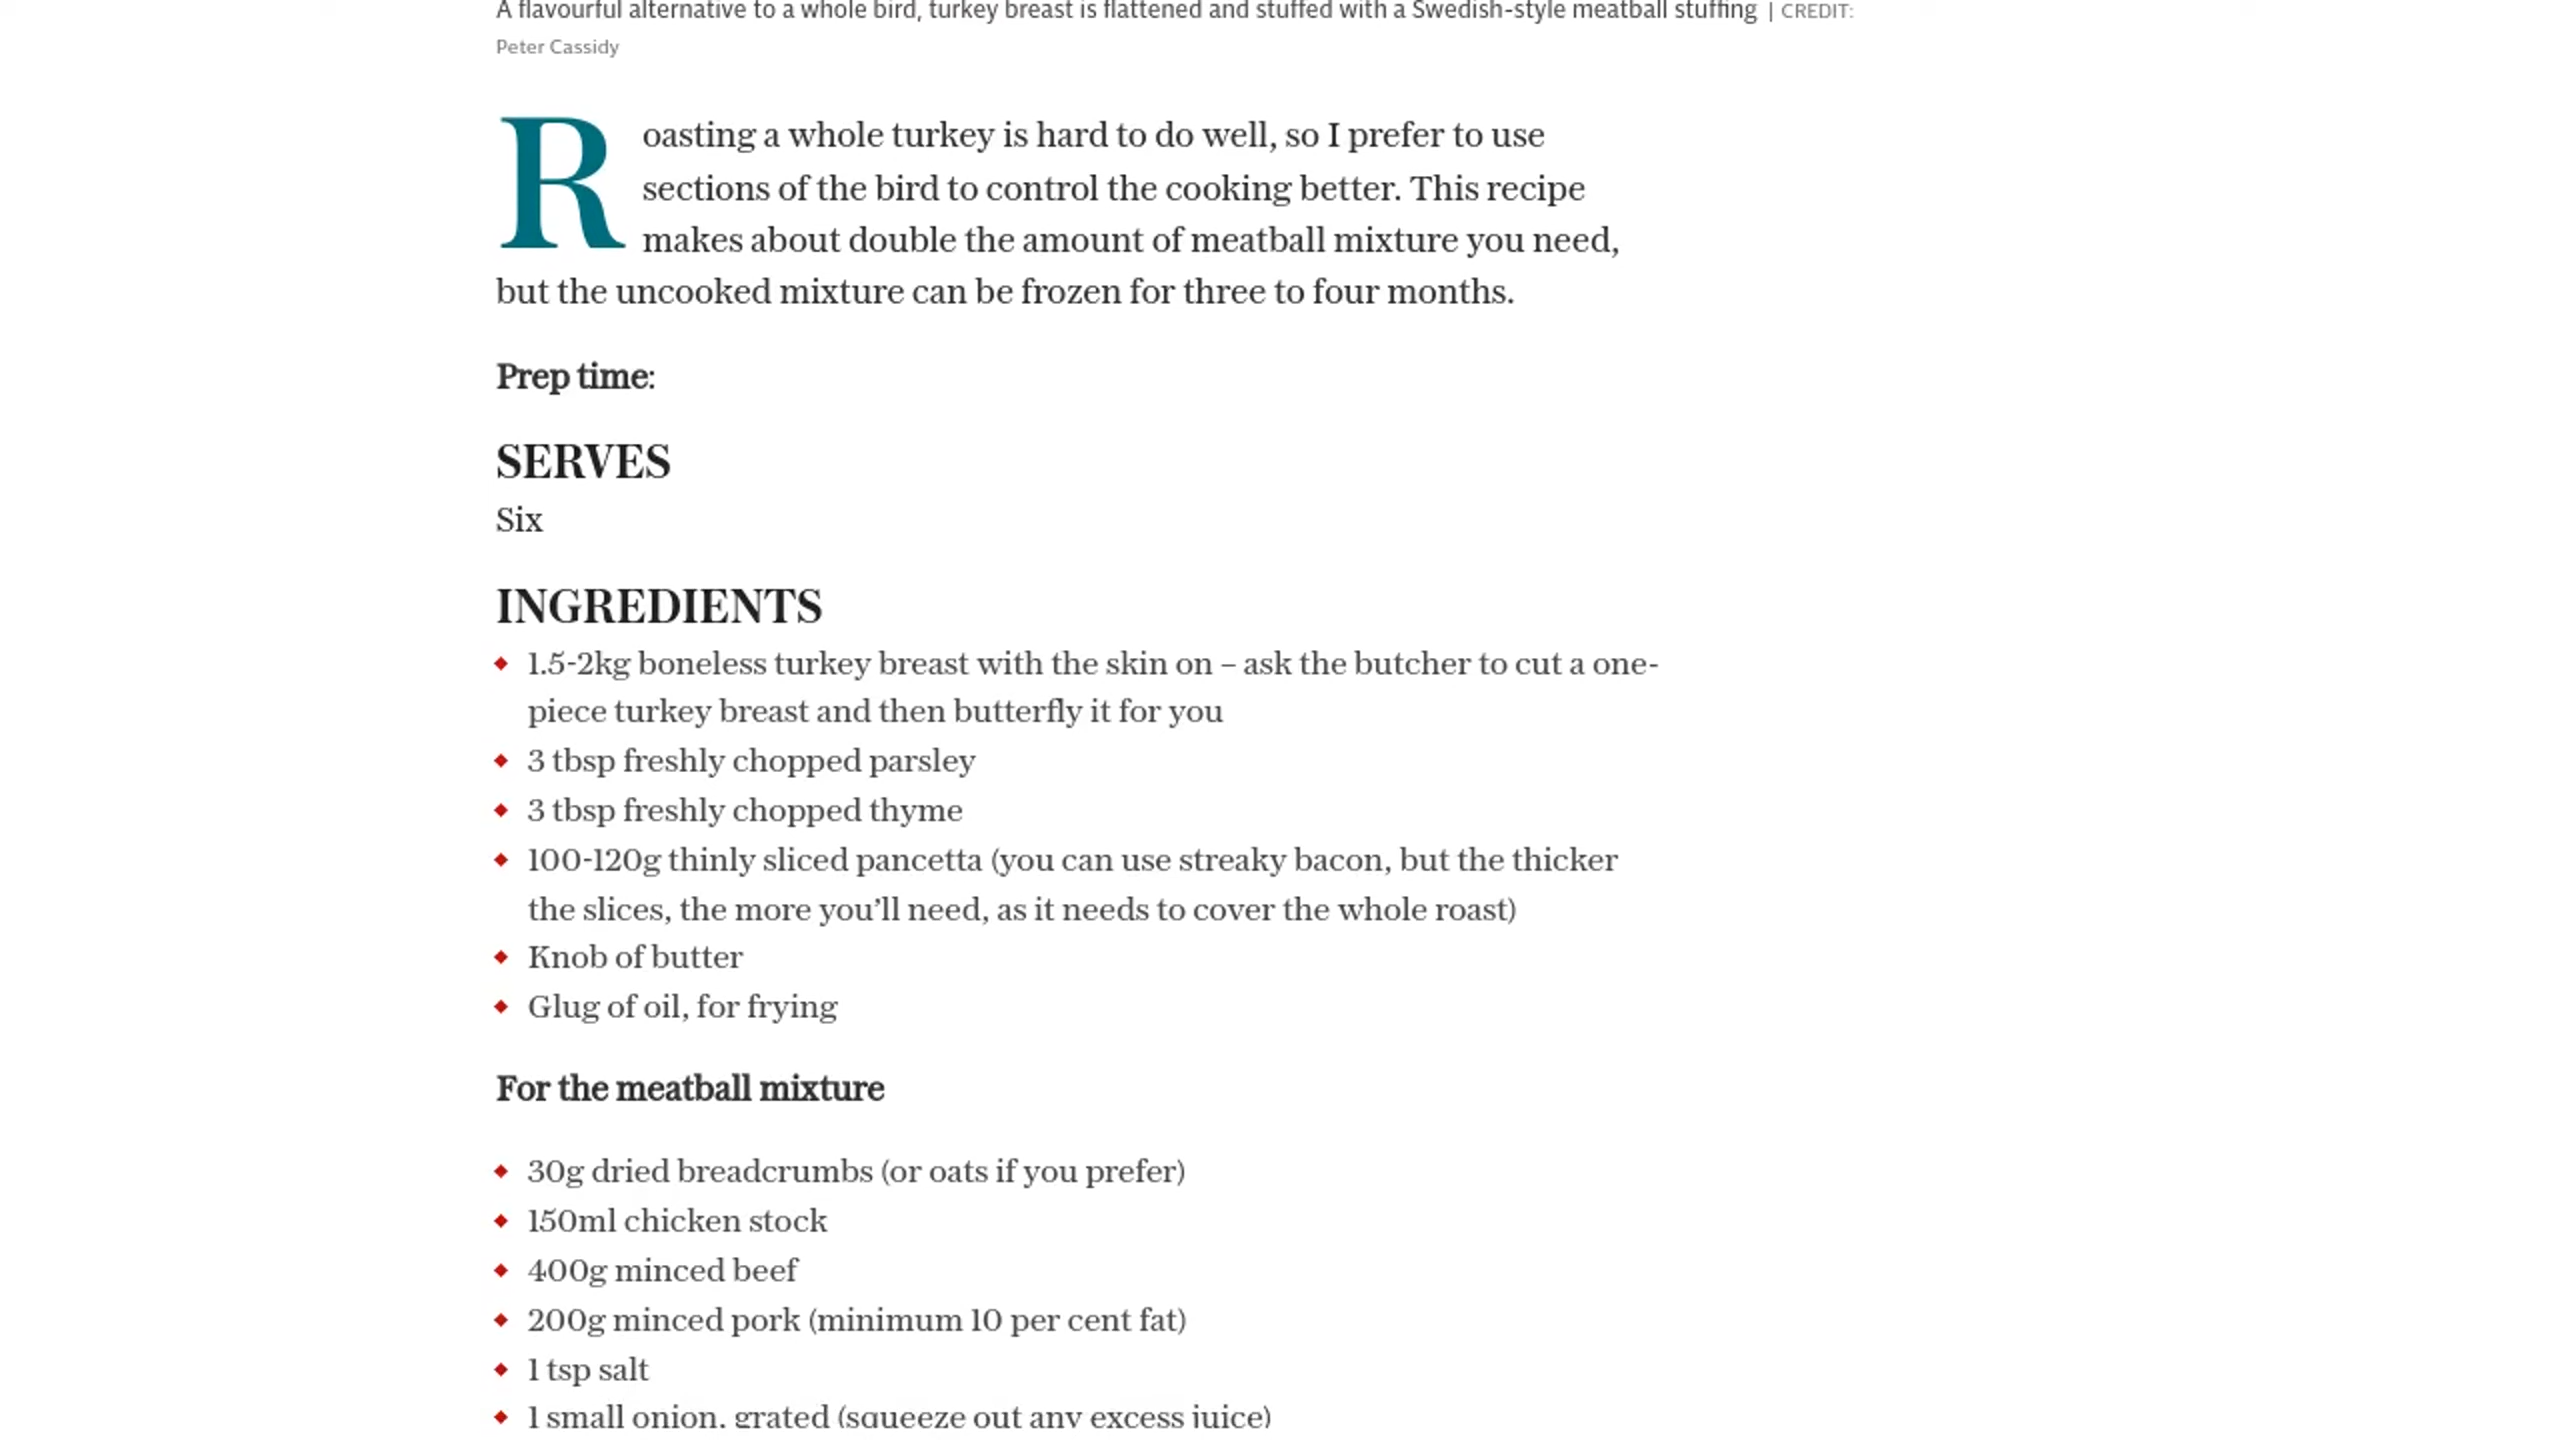 A flavourful alternative to a whole bird, turkey breast is flattened and stuffed with a Swedish-style meatball stuffing | CREDIT:
Peter Cassidy
Roasting a whole turkey is hard to do well, so I prefer to use
sections of the bird to control the cooking better. This recipe
makes about double the amount of meatball mixture you need,
but the uncooked mixture can be frozen for three to four months.
Prep time:
SERVES
Six
INGREDIENTS
1.5-2kg boneless turkey breast with the skin on – ask the butcher to cut a one-
piece turkey breast and then butterfly it for you
3 tbsp freshly chopped parsley
3 tbsp freshly chopped thyme
100-120g thinly sliced pancetta (you can use streaky bacon, but the thicker
the slices, the more you’ll need, as it needs to cover the whole roast)
Knob of butter
Glug of oil, for frying
For the meatball mixture
30g dried breadcrumbs (or oats if you prefer)
150ml chicken stock
400g minced beef
200g minced pork (minimum 10 per cent fat)
1 tsp salt
1 small onion, grated (squeeze out any excess juice)